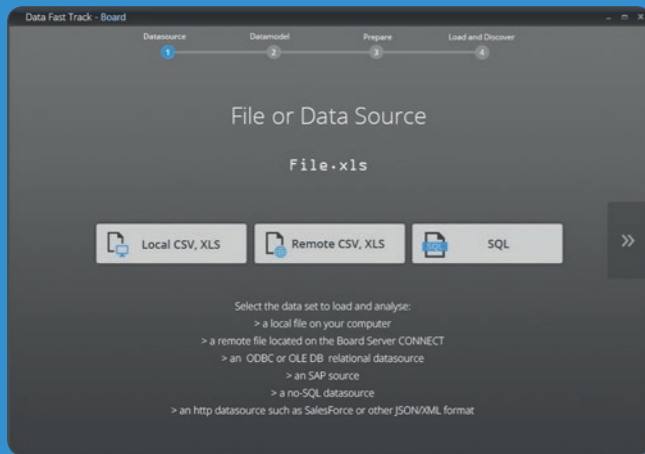 Data Fast Track - Board
Datasource Datamodel Prepare Load and Discover
1 2 3 4
File or Data Source
File.xls
Local CSV, XLS Remote CSV, XLS SQL SQL
»
Select the data set to load and analyse:
> a local file on your computer
> a remote file located on the Board Server CONNECT
> an ODBC or OLE DB relational datasource
> an SAP source
> a no-SQL datasource
> an http datasource such as SalesForce or other JSON/XML format